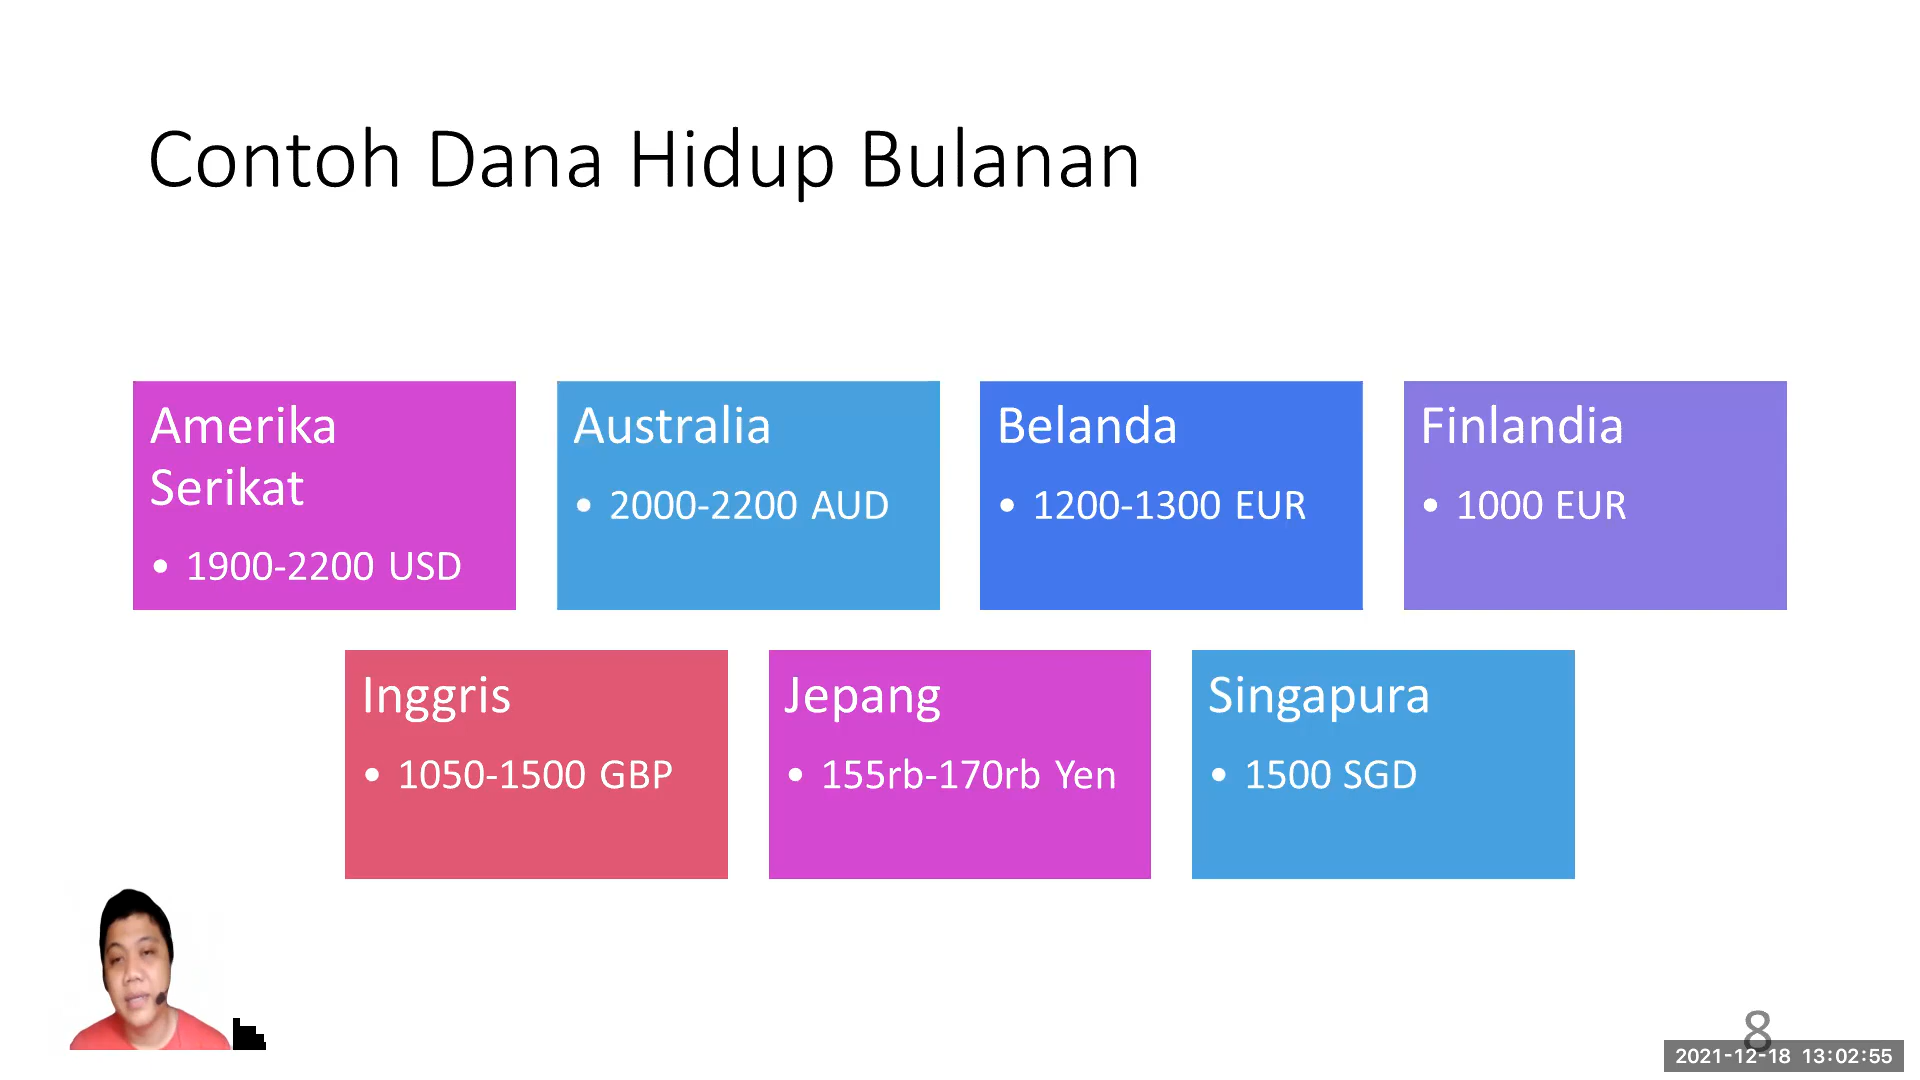 Contoh Dana Hidup Bulanan
Amerika
Serikat
• 1900-2200 USD
Australia
• 2000-2200 AUD
Belanda
• 1200-1300 EUR
Finlandia
• 1000 EUR
Inggris
• 1050-1500 GBP
Jepang
• 155rb-170rb Yen
Singapura
• 1500 SGD
8
2021-12-18 13:02:55